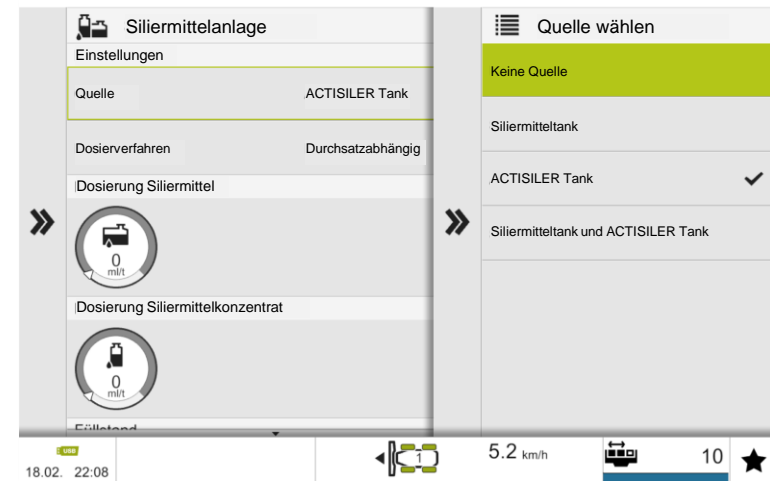 Siliermittelanlage
Einstellungen
Quelle ACTISILER Tank
Dosierverfahren Durchsatzabhängig
Dosierung Siliermittel
0
ml/t
Dosierung Siliermittelkonzentrat
0
ml/t
Füllstand
Quelle wählen
Keine Quelle
Siliermitteltank
ACTISILER Tank
Siliermitteltank und ACTISILER Tank
USB
18.02. 22:08
1
5.2 km/h
10